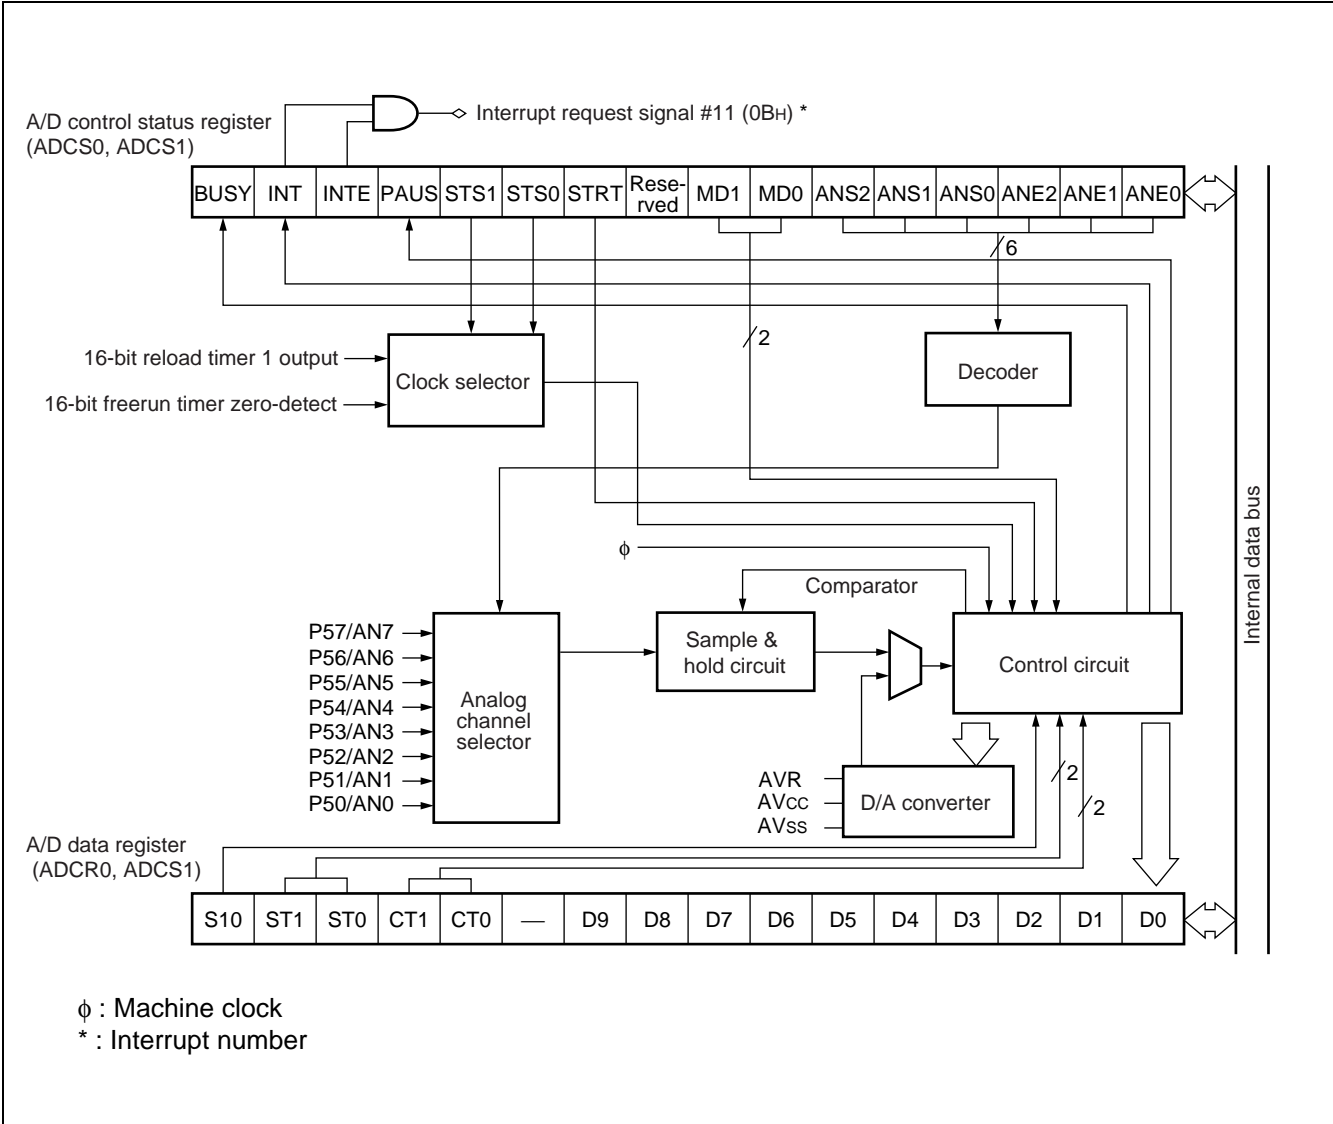 Interrupt request signal #11 (0BH) *
A/D control status register
(ADCS0, ADCS1)
BUSY INT INTE PAUS STS1 STS0 STRT Rese-
rved MD1 MD0 ANS2 ANS1 ANS0 ANE2 ANE1 ANE0
6
2
16-bit reload timer 1 output
16-bit freerun timer zero-detect
Clock selector
Decoder
Internal data bus
ϕ
Comparator
P57/AN7
P56/AN6
P55/AN5
P54/AN4
P53/AN3
P52/AN2
P51/AN1
P50/AN0
Analog
channel
selector
Sample &
hold circuit
Control circuit
AVR
AVCC
AVSS
D/A converter
2
2
A/D data register
(ADCR0, ADCS1)
S10 ST1 ST0 CT1 CT0 — D9 D8 D7 D6 D5 D4 D3 D2 D1 D0
ϕ : Machine clock
* : Interrupt number